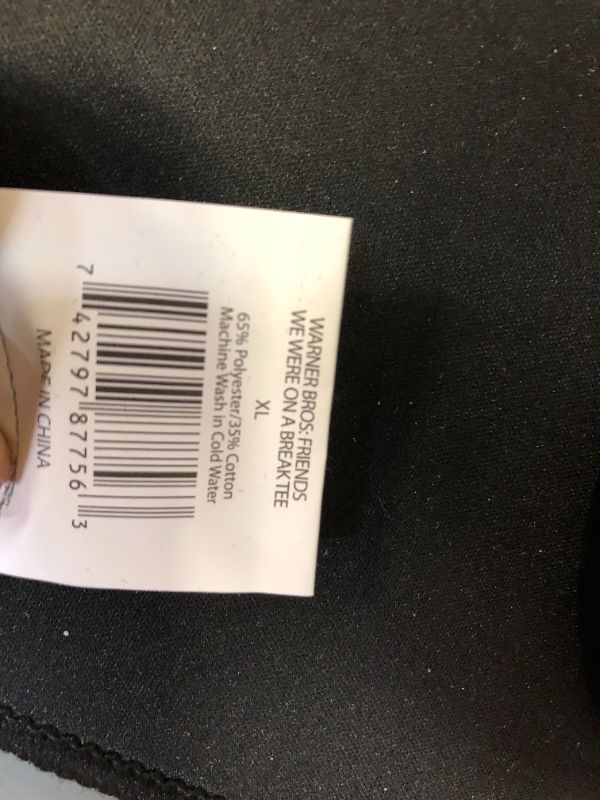 WARNER BROS: FRIENDS
WE WERE ON A BREAK TEE
XL
65% Polyester/35% Cotton
Machine Wash in Cold Water
7 42797 87756 3
MADE IN CHINA